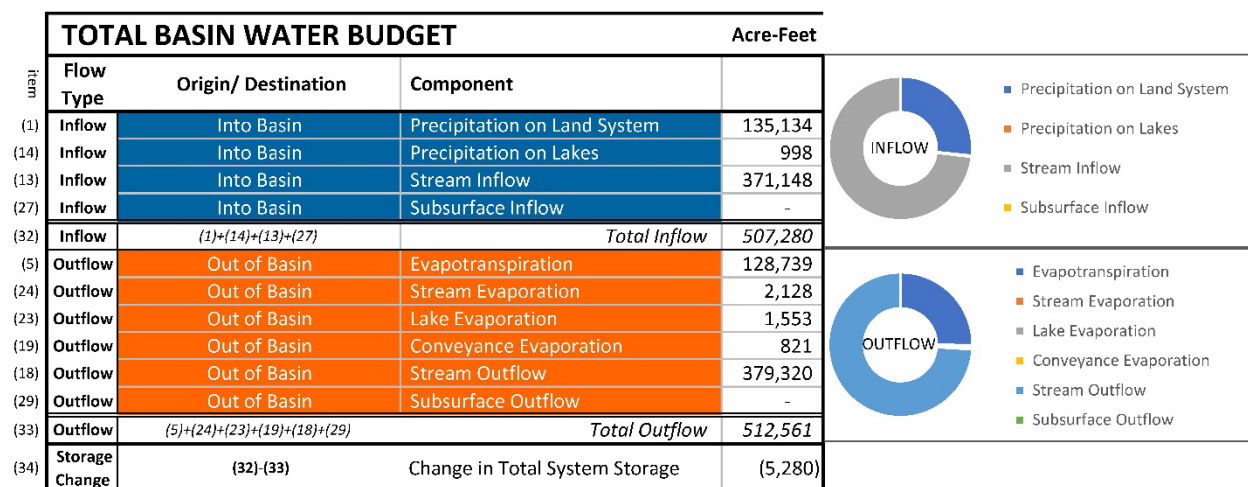 TOTAL BASIN WATER BUDGET Acre-Feet
item Flow Type Origin/ Destination Component
(1) Inflow Into Basin Precipitation on Land System 135,134
(14) Inflow Into Basin Precipitation on Lakes 998
(13) Inflow Into Basin Stream Inflow 371,148
(27) Inflow Into Basin Subsurface Inflow -
(32) Inflow (1)+(14)+(13)+(27) Total Inflow 507,280
(5) Outflow Out of Basin Evapotranspiration 128,739
(24) Outflow Out of Basin Stream Evaporation 2,128
(23) Outflow Out of Basin Lake Evaporation 1,553
(19) Outflow Out of Basin Conveyance Evaporation 821
(18) Outflow Out of Basin Stream Outflow 379,320
(29) Outflow Out of Basin Subsurface Outflow -
(33) Outflow (5)+(24)+(23)+(19)+(18)+(29) Total Outflow 512,561
(34) Storage Change (32)-(33) Change in Total System Storage (5,280)
INFLOW
Precipitation on Land System
Precipitation on Lakes
Stream Inflow
Subsurface Inflow
OUTFLOW
Evapotranspiration
Stream Evaporation
Lake Evaporation
Conveyance Evaporation
Stream Outflow
Subsurface Outflow